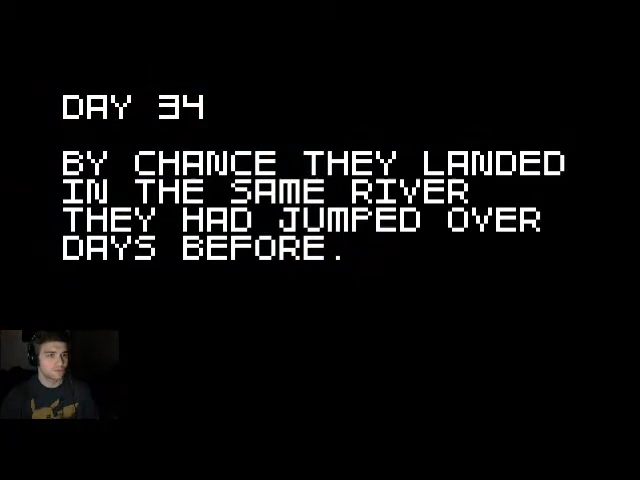 DAY 34
BY CHANCE THEY LANDED
IN THE SAME RIVER
THEY HAD JUMPED OVER
DAYS BEFORE.